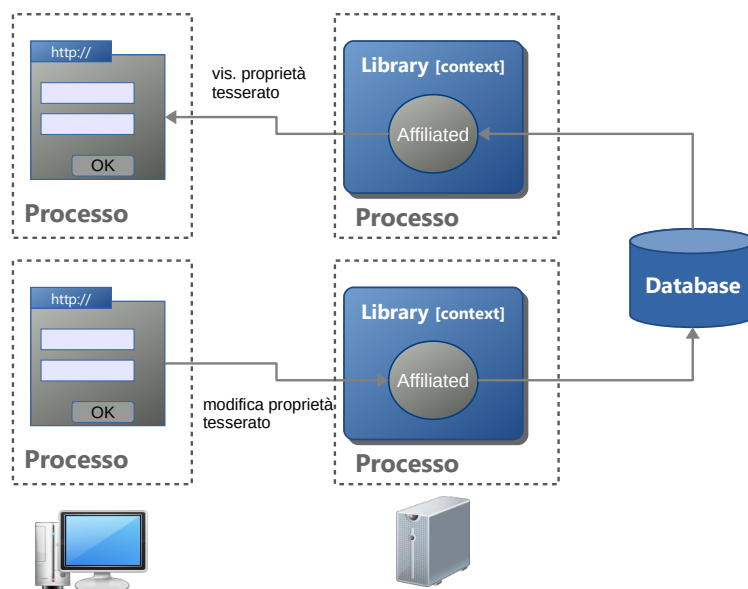 http://
OK
Processo
vis. proprietà
tesserato
Library [context]
Affiliated
Processo
Database
http://
OK
Processo
modifica proprietà
tesserato
Library [context]
Affiliated
Processo